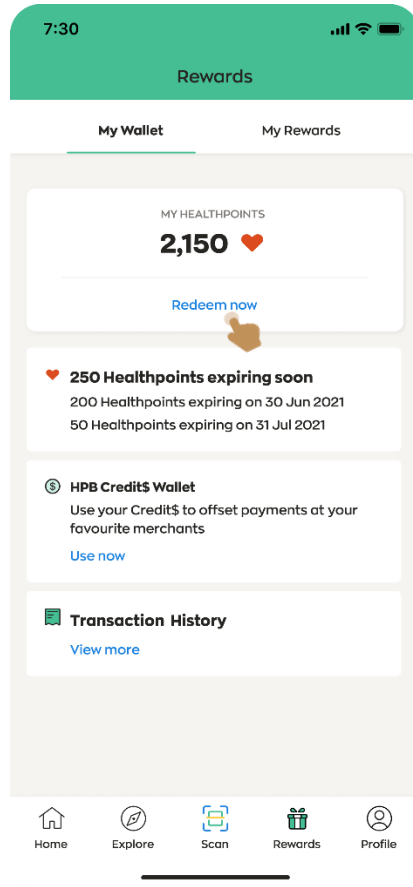 7:30
Rewards
My Wallet
My Rewards
MY HEALTHPOINTS
2,150
Redeem now
250 Healthpoints expiring soon
200 Healthpoints expiring on 30 Jun 2021
50 Healthpoints expiring on 31 Jul 2021
$ HPB Credit$ Wallet
Use your Credit$ to offset payments at your
favourite merchants
Use now
Transaction History
View more
Home
Explore
Scan
Rewards
Profile